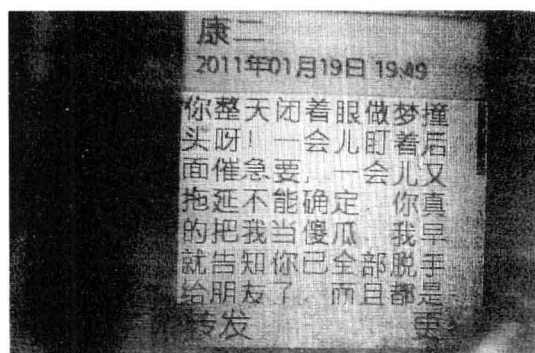 康二
2011年01月19日 19:49
你整天闭着眼做梦撞
头呀！一会儿盯着后
面催急要，一会儿又
拖延不能确定．你真
的把我当傻瓜．我早
就告知你已全部脱手
给朋友了．而且都是
转发